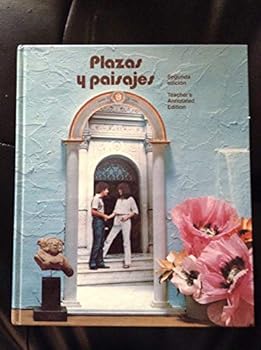 Plazas
y paisajes
Segunda
edición
Teacher's
Annotated
Edition